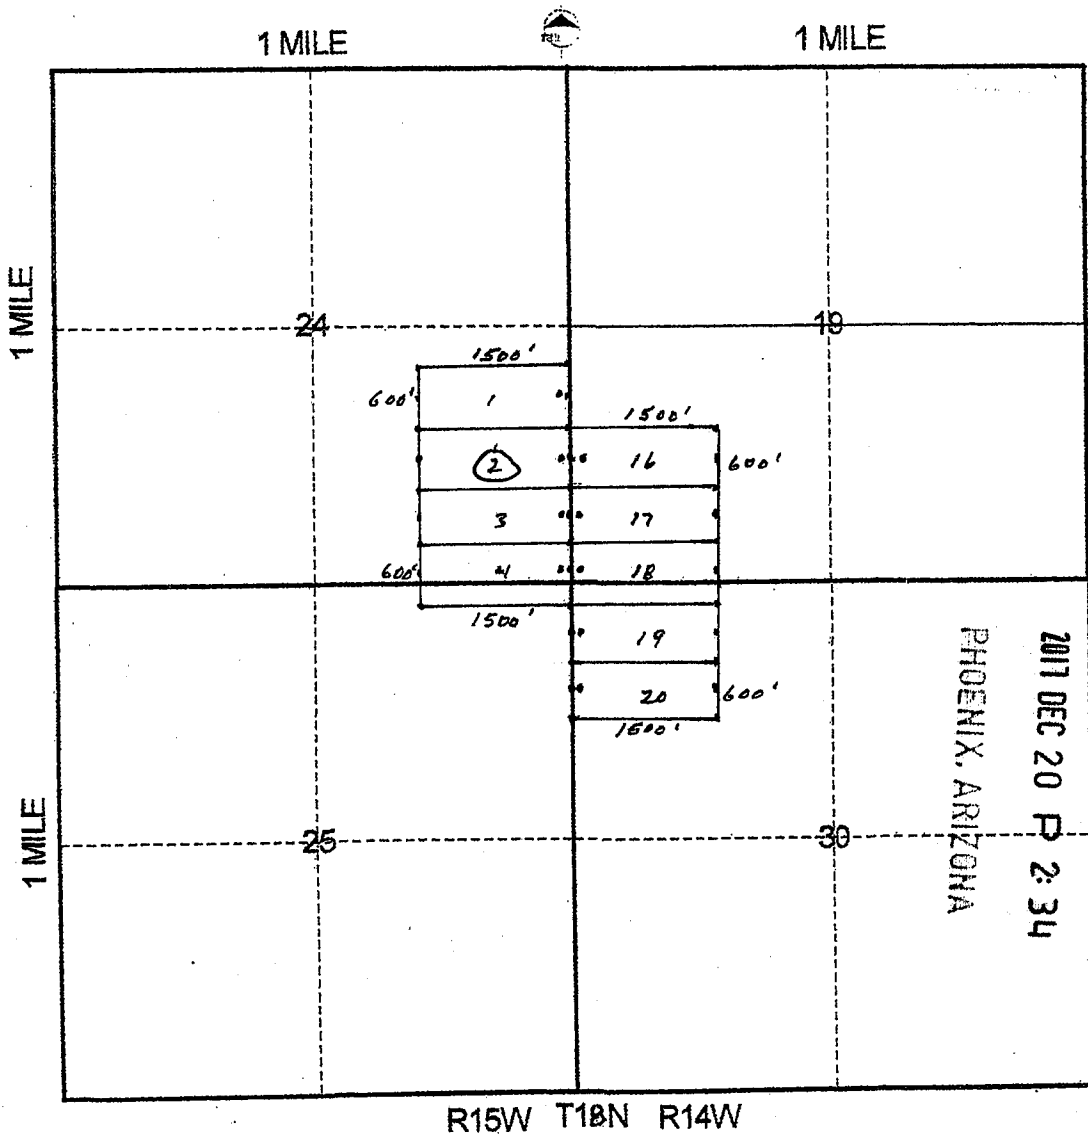 1 MILE 1 MILE
1 MILE
24 19
1500'
600' 1
1500'
2 16 600'
3 17
600' 4 18
1500'
19
20 600'
1500'
1 MILE
25 30
2017 DEC 20 P 2:34
PHOENIX, ARIZONA
R15W T18N R14W